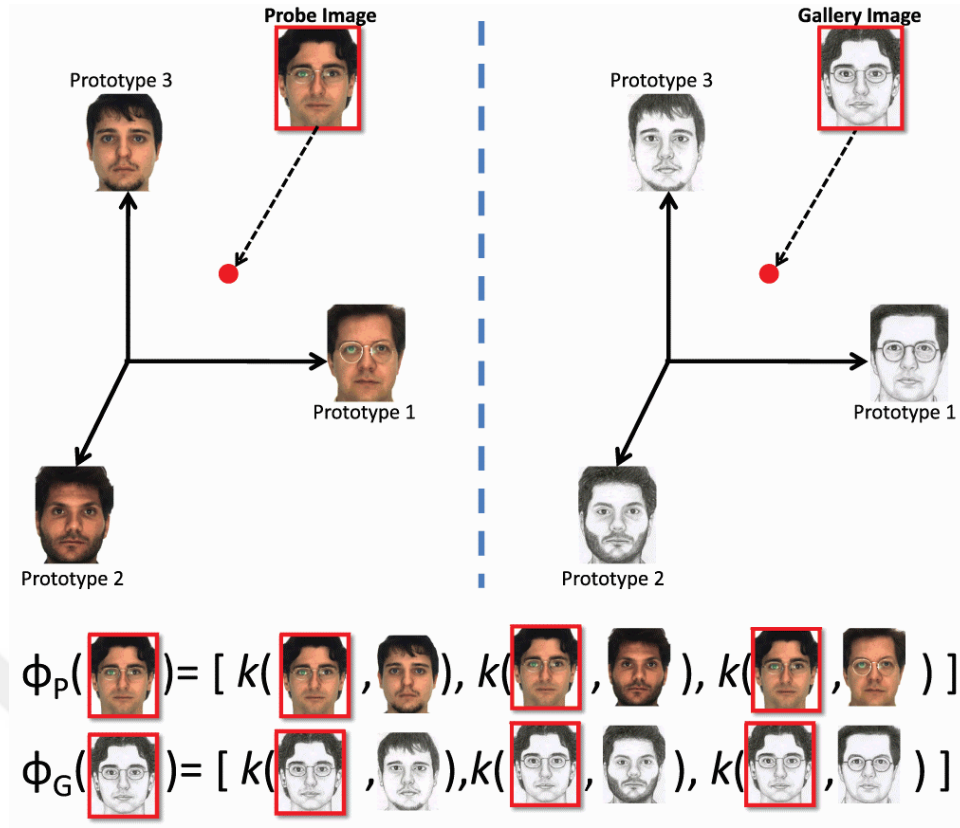 Probe Image
Gallery Image
Prototype 3
Prototype 3
Prototype 1
Prototype 1
Prototype 2
Prototype 2
ϕP( )= [ k( , ), k( , ), k( , ) ]
ϕG( )= [ k( , ),k( , ), k( , ) ]